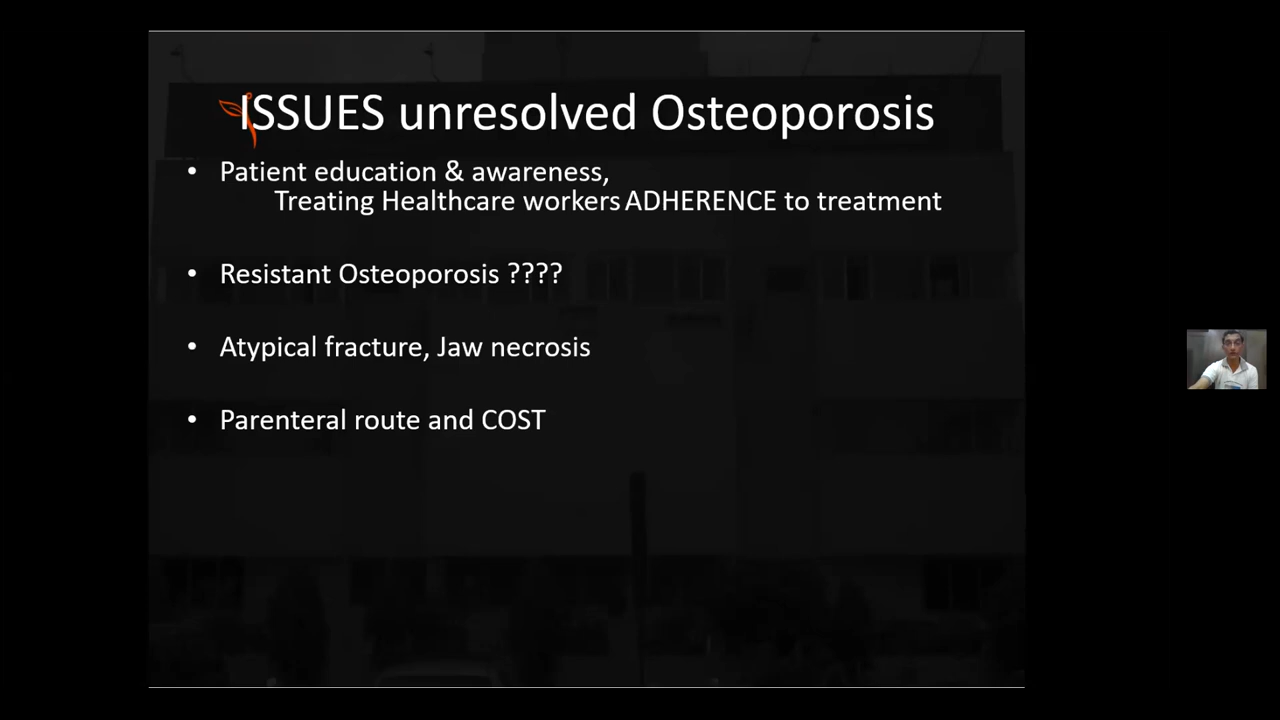 ISSUES unresolved Osteoporosis
• Patient education & awareness,
Treating Healthcare workers ADHERENCE to treatment
• Resistant Osteoporosis ????
• Atypical fracture, Jaw necrosis
• Parenteral route and COST